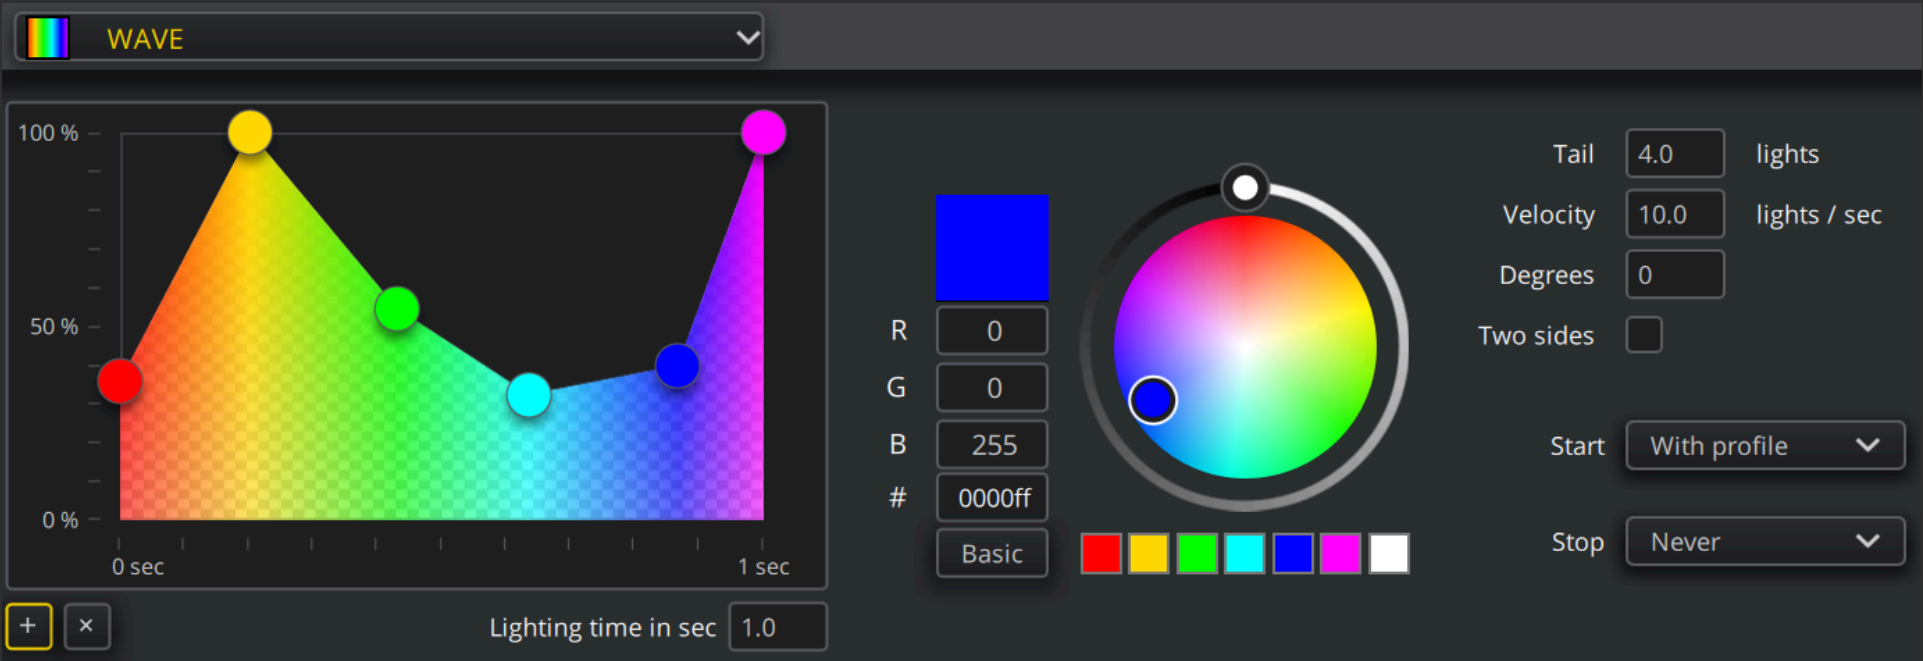 WAVE
100 %
50 %
0 %
0 sec
1 sec
+
×
Lighting time in sec 1.0
R 0
G 0
B 255
# 0000ff
Basic
Tail 4.0 lights
Velocity 10.0 lights / sec
Degrees 0
Two sides
Start With profile
Stop Never